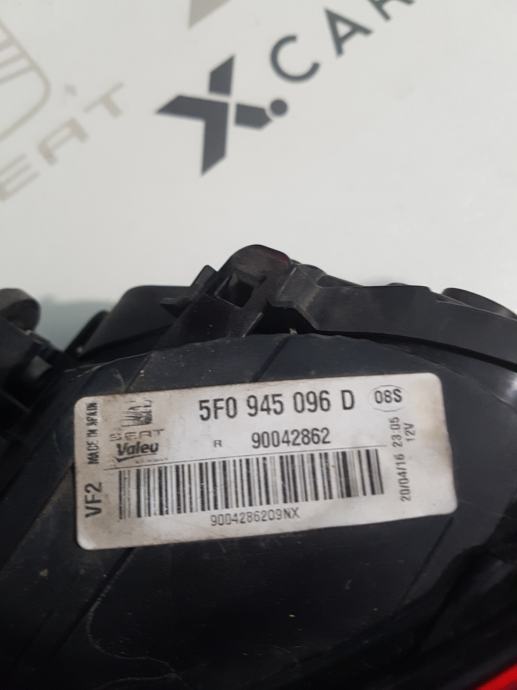 SEAT
X.CAR
5F0 945 096 D
08S
MADE IN SPAIN
SEAT
Valeo
R 90042862
VF2
9004286209NX
20/04/16 23:05
12V